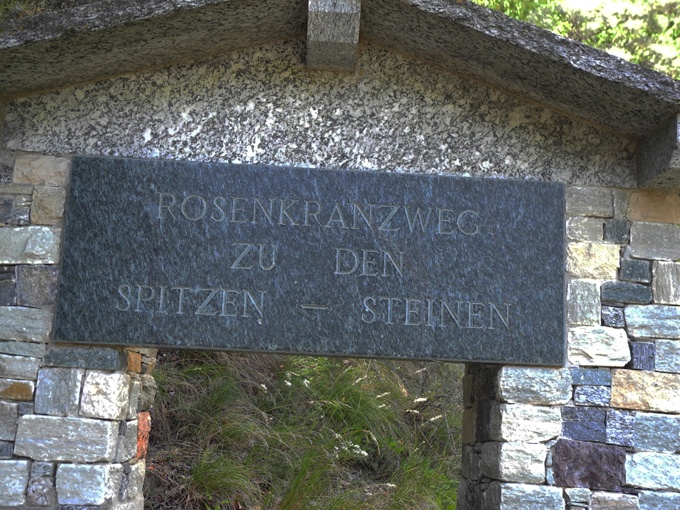 ROSENKRANZWEG
ZU DEN
SPITZEN – STEINEN